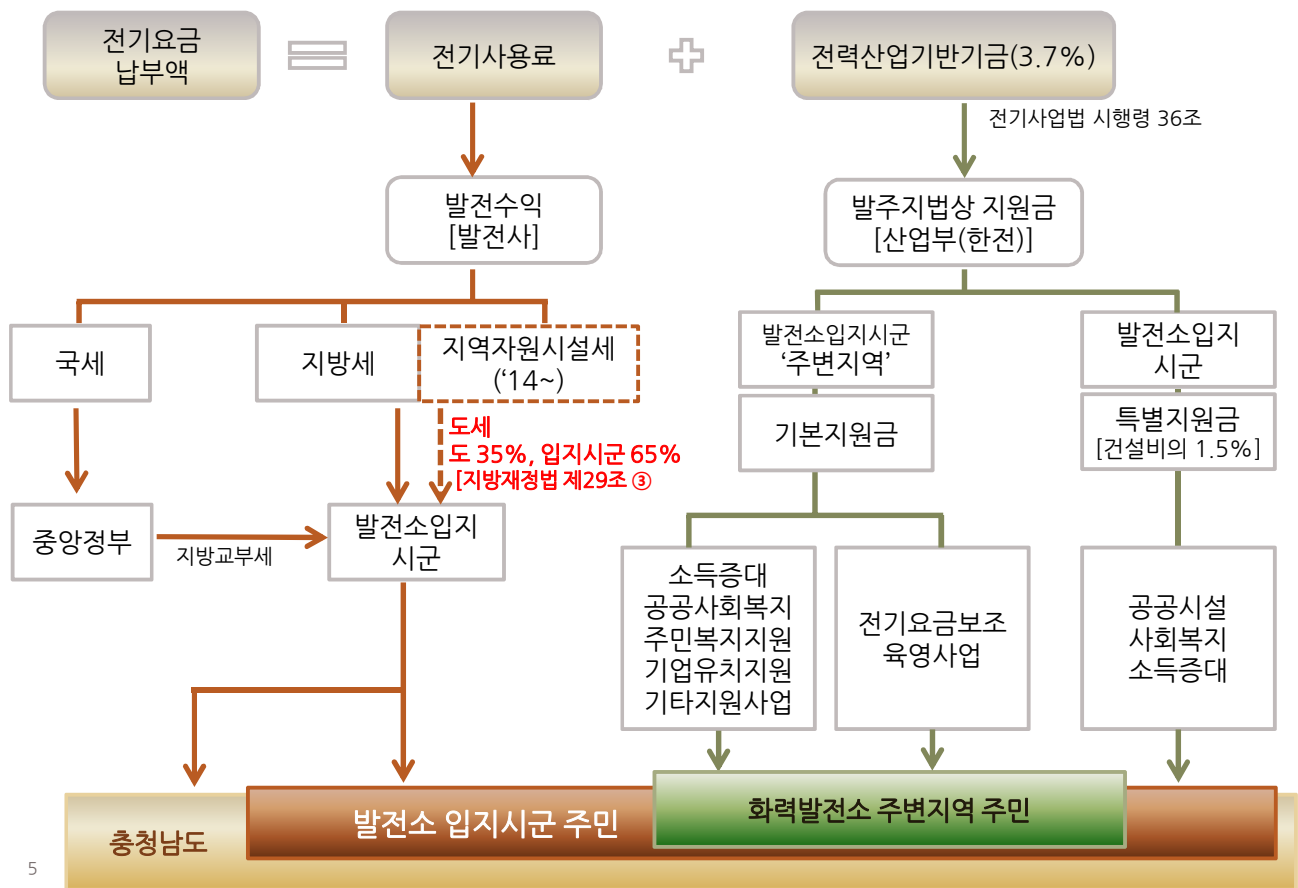 전기요금
납부액
전기사용료
전력산업기반기금(3.7%)
전기사업법 시행령 36조
발전수익
[발전사]
발주지법상 지원금
[산업부(한전)]
국세
지방세
지역자원시설세
(‘14~)
발전소입지시군
‘주변지역’
발전소입지
시군
기본지원금
특별지원금
[건설비의 1.5%]
도세
도 35%, 입지시군 65%
[지방재정법 제29조 ③
중앙정부
지방교부세
발전소입지
시군
소득증대
공공사회복지
주민복지지원
기업유치지원
기타지원사업
전기요금보조
육영사업
공공시설
사회복지
소득증대
충청남도
발전소 입지시군 주민
화력발전소 주변지역 주민
5